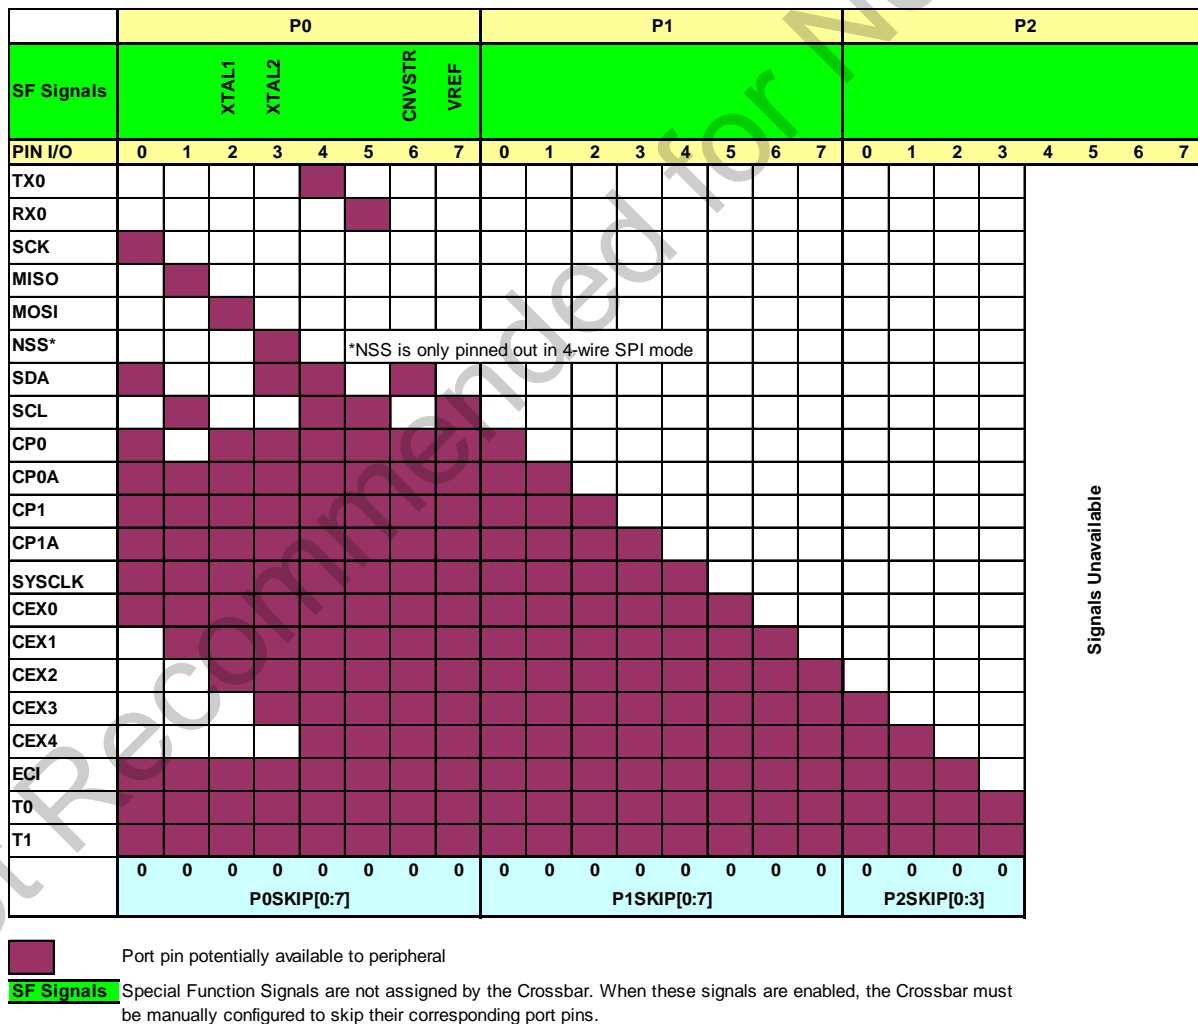 P0 P1 P2
SF Signals XTAL1 XTAL2 CNVSTR VREF
PIN I/O 0 1 2 3 4 5 6 7 0 1 2 3 4 5 6 7 0 1 2 3 4 5 6 7
TX0
RX0
SCK
MISO
MOSI
NSS* *NSS is only pinned out in 4-wire SPI mode
SDA
SCL
CP0
CP0A
CP1
CP1A
SYSCLK
CEX0
CEX1
CEX2
CEX3
CEX4
ECI
T0
T1
Signals Unavailable
0 0 0 0 0 0 0 0 0 0 0 0 0 0 0 0 0 0 0 0
P0SKIP[0:7] P1SKIP[0:7] P2SKIP[0:3]
Port pin potentially available to peripheral
SF Signals Special Function Signals are not assigned by the Crossbar. When these signals are enabled, the Crossbar must
be manually configured to skip their corresponding port pins.
Recommended for